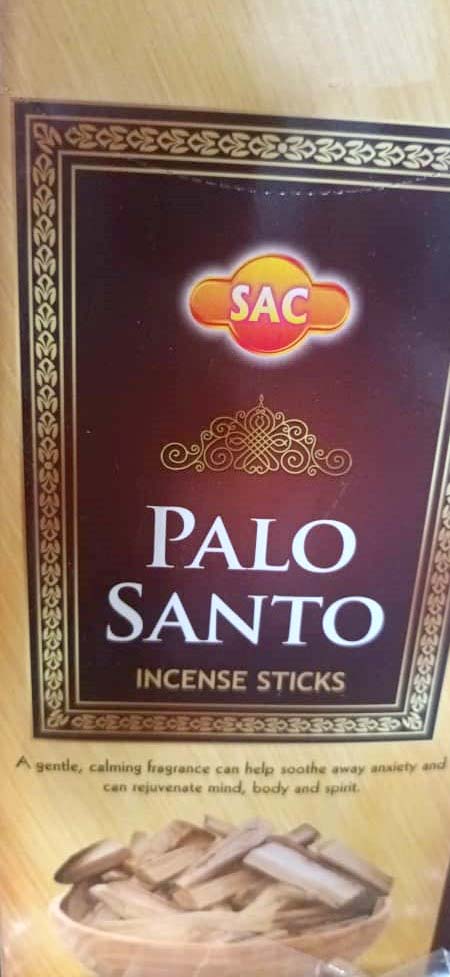 SAC
PALO
SANTO
INCENSE STICKS
A gentle, calming fragrance can help soothe away anxiety and
can rejuvenate mind, body and spirit.